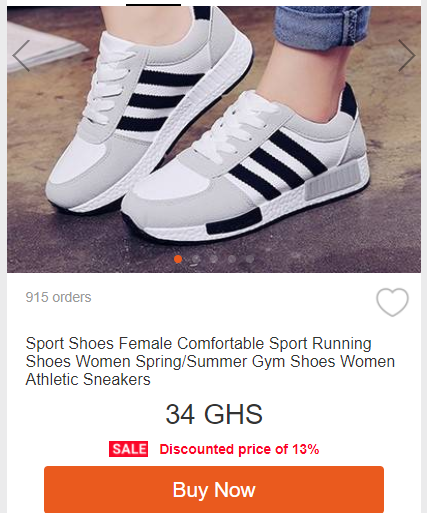 915 orders
Sport Shoes Female Comfortable Sport Running
Shoes Women Spring/Summer Gym Shoes Women
Athletic Sneakers
34 GHS
SALE Discounted price of 13%
Buy Now